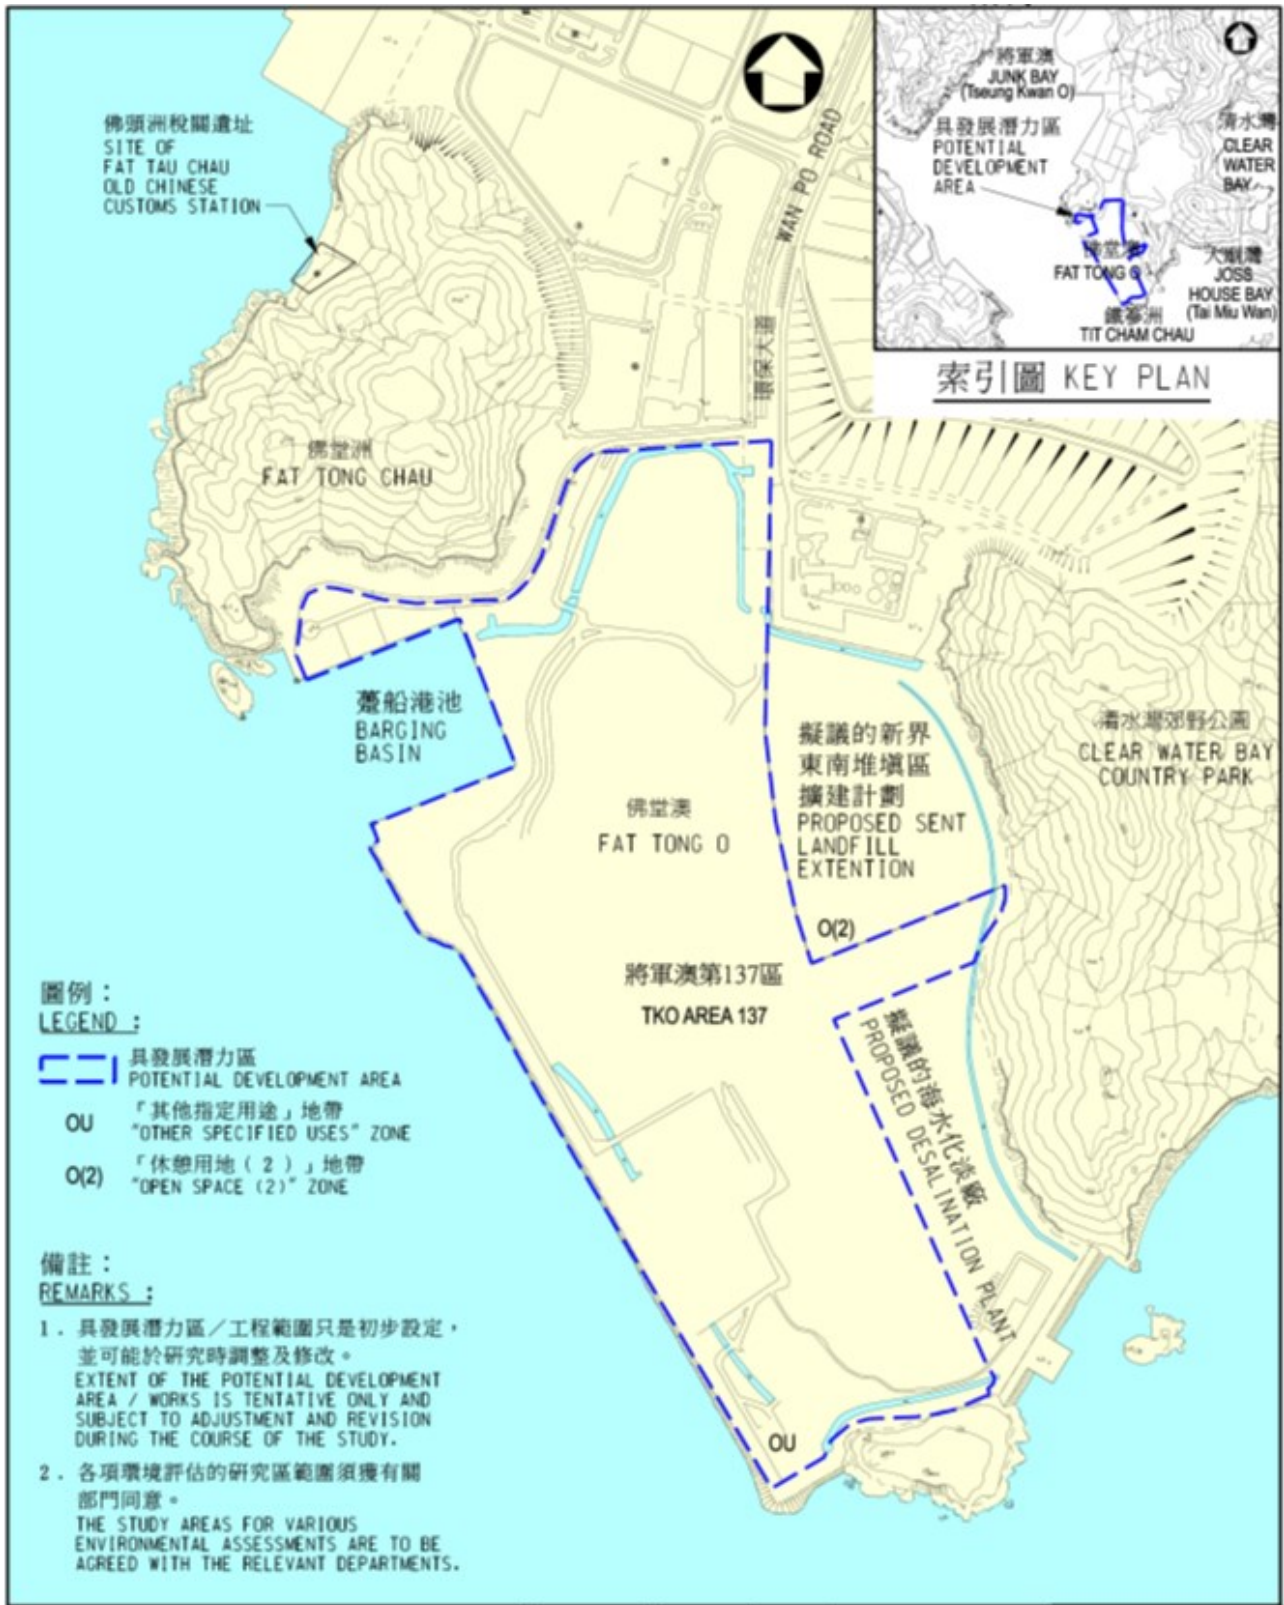 佛頭洲稅關遺址
SITE OF
FAT TAU CHAU
OLD CHINESE
CUSTOMS STATION
WAN PO ROAD
環保大道
將軍澳
JUNK BAY
(Tseung Kwan O)
具發展潛力區
POTENTIAL
DEVELOPMENT
AREA
清水灣
CLEAR
WATER
BAY
佛堂澳
FAT TONG O
大廟灣
JOSS
HOUSE BAY
(Tai Miu Wan)
鐵篸洲
TIT CHAM CHAU
索引圖 KEY PLAN
佛堂洲
FAT TONG CHAU
躉船港池
BARGING
BASIN
擬議的新界
東南堆填區
擴建計劃
PROPOSED SENT
LANDFILL
EXTENTION
清水灣郊野公園
CLEAR WATER BAY
COUNTRY PARK
佛堂澳
FAT TONG O
O(2)
將軍澳第137區
TKO AREA 137
擬議的海水化淡廠
PROPOSED DESALINATION PLANT
OU
圖例：
LEGEND :
具發展潛力區
POTENTIAL DEVELOPMENT AREA
OU
「其他指定用途」地帶
"OTHER SPECIFIED USES" ZONE
O(2)
「休憩用地（2）」地帶
"OPEN SPACE (2)" ZONE
備註：
REMARKS :
1. 具發展潛力區／工程範圍只是初步設定，
並可能於研究時調整及修改。
EXTENT OF THE POTENTIAL DEVELOPMENT
AREA / WORKS IS TENTATIVE ONLY AND
SUBJECT TO ADJUSTMENT AND REVISION
DURING THE COURSE OF THE STUDY.
2. 各項環境評估的研究區範圍須獲有關
部門同意。
THE STUDY AREAS FOR VARIOUS
ENVIRONMENTAL ASSESSMENTS ARE TO BE
AGREED WITH THE RELEVANT DEPARTMENTS.